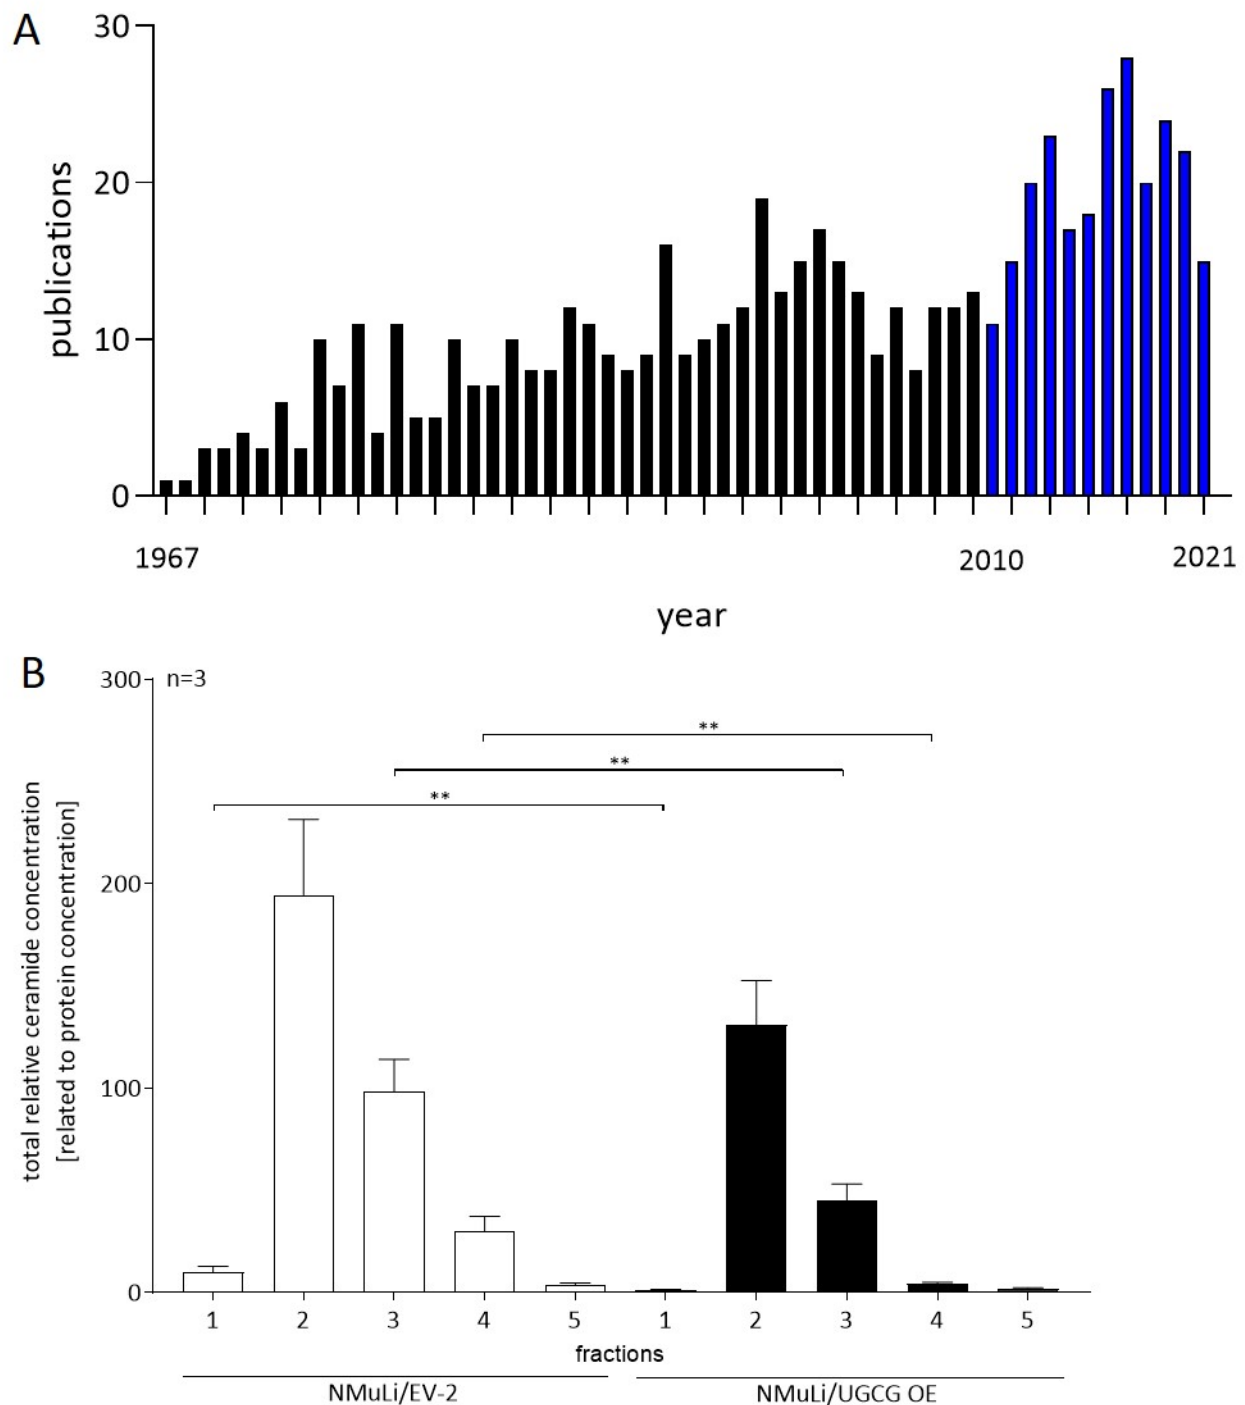 A
30
20
10
0
publications
1967
2010
2021
year
B
300
n=3
200
100
0
total relative ceramide concentration
[related to protein concentration]
**
**
**
1 2 3 4 5 1 2 3 4 5
fractions
NMuLi/EV-2 NMuLi/UGCG OE